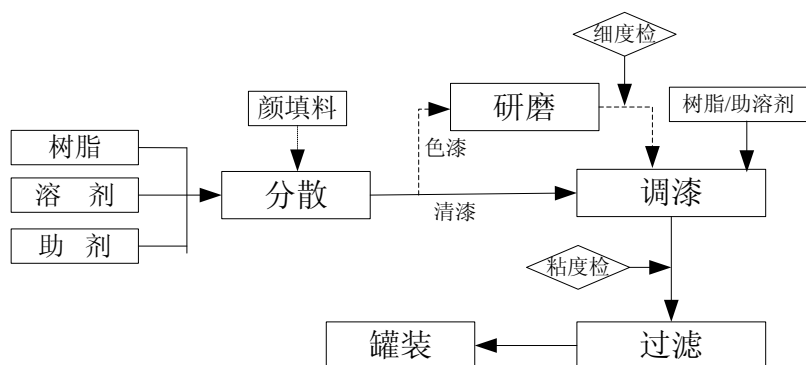 细度检
颜填料
研磨
树脂/助溶剂
树脂
色漆
溶 剂
分散
调漆
清漆
助 剂
粘度检
罐装
过滤